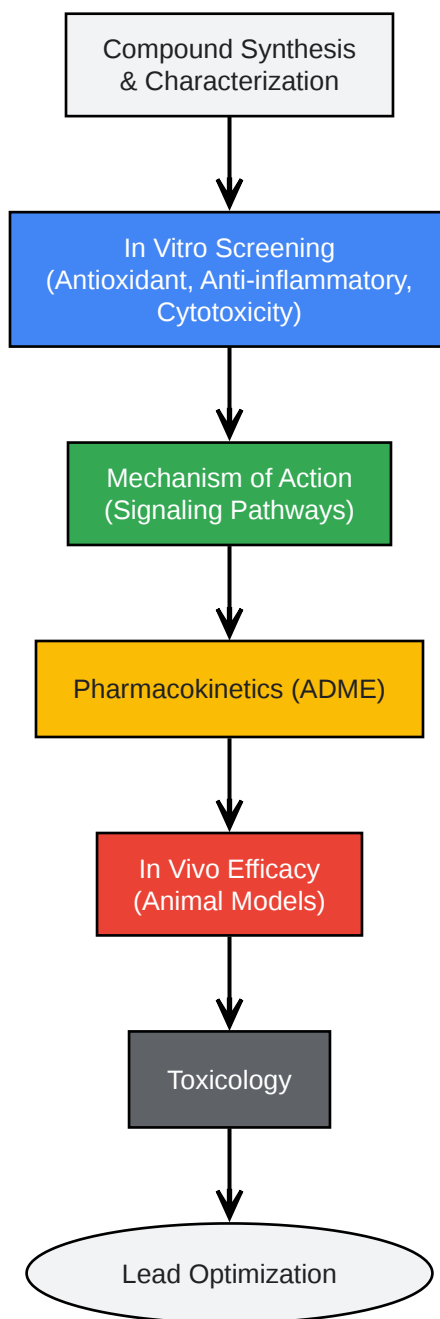 Compound Synthesis
& Characterization
In Vitro Screening
(Antioxidant, Anti-inflammatory,
Cytotoxicity)
Mechanism of Action
(Signaling Pathways)
Pharmacokinetics (ADME)
In Vivo Efficacy
(Animal Models)
Toxicology
Lead Optimization